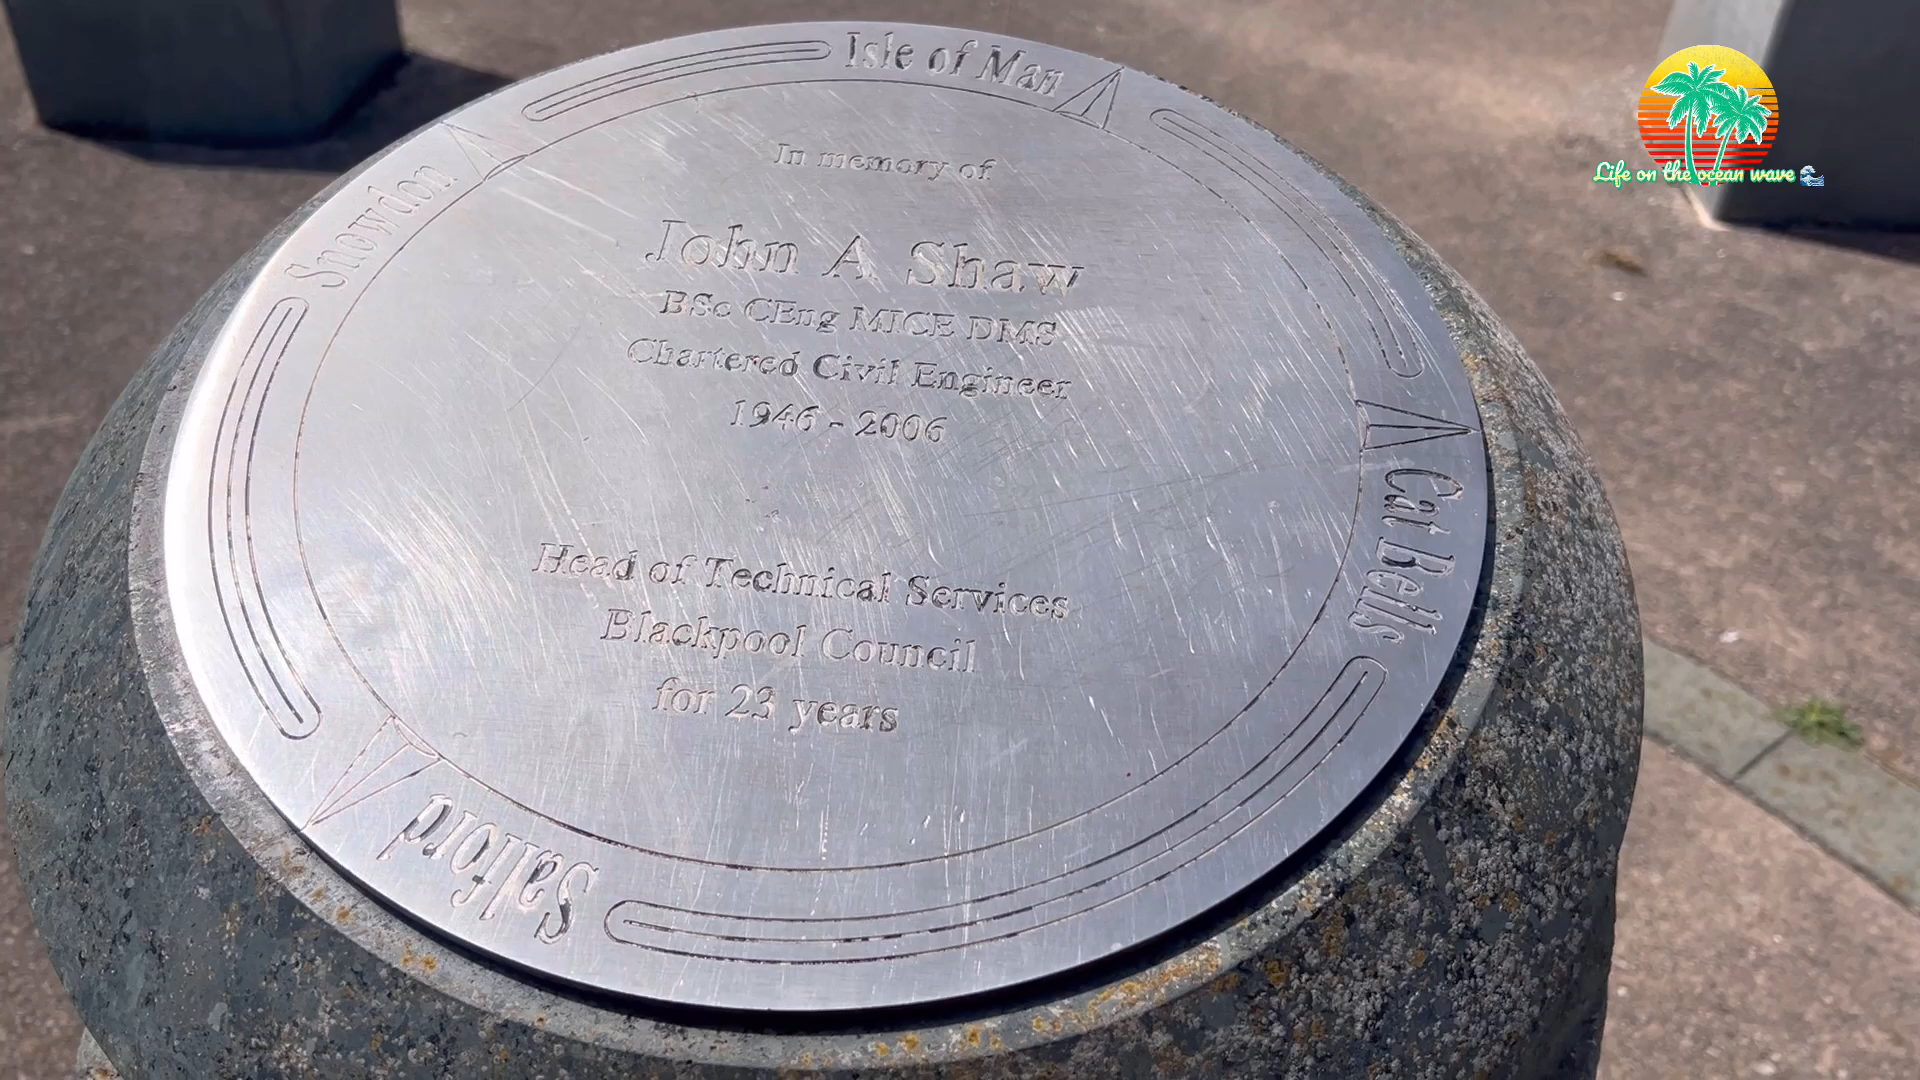 Isle of Man
Snowdon
In memory of
John A Shaw
BSc CEng MICE DMS
Chartered Civil Engineer
1946 - 2006
Cat Bells
Head of Technical Services
Blackpool Council
for 23 years
Salford
Life on the ocean wave